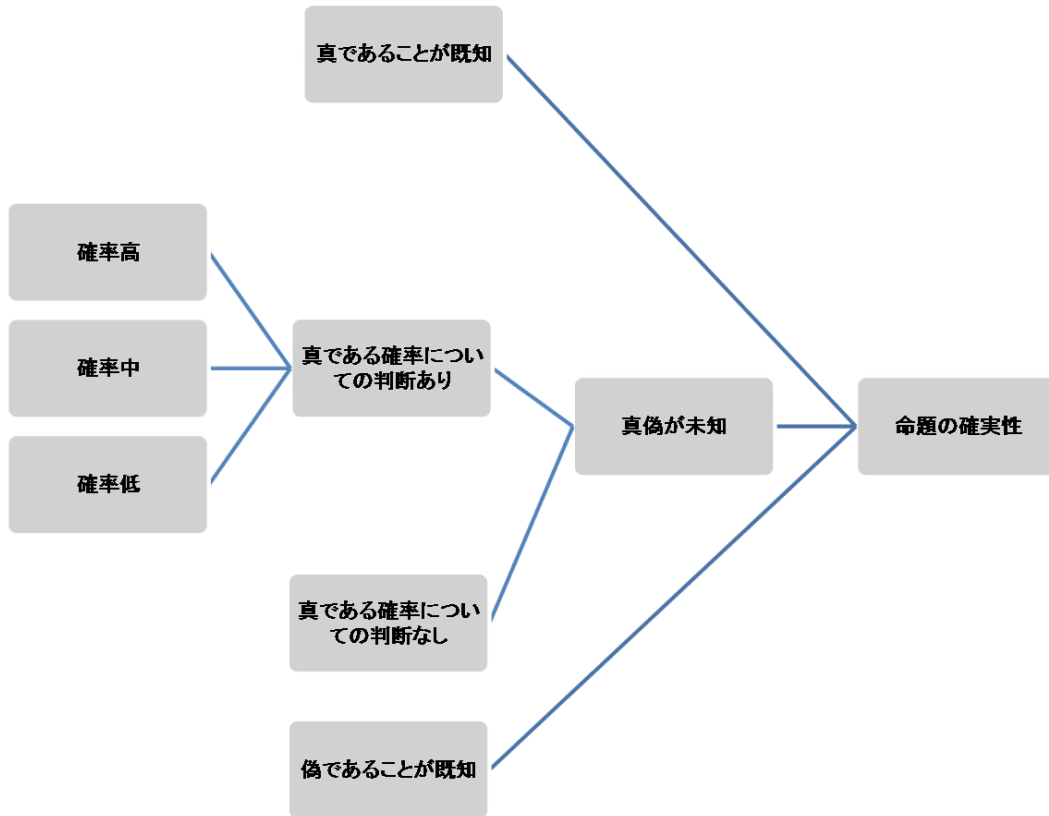 真であることが既知
確率高
確率中
確率低
真である確率につい
ての判断あり
真偽が未知
命題の確実性
真である確率につい
ての判断なし
偽であることが既知